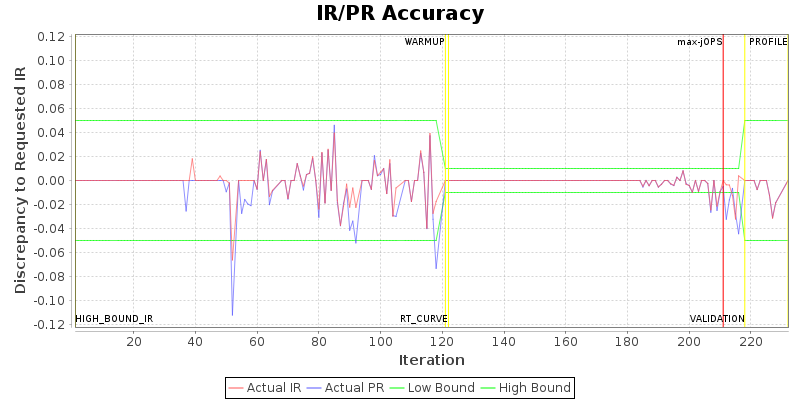 IR/PR Accuracy
Discrepancy to Requested IR
0.12
0.10
0.08
0.06
0.04
0.02
0.00
-0.02
-0.04
-0.06
-0.08
-0.10
-0.12
WARMUP
max-jOPS
PROFILE
HIGH_BOUND_IR
RT_CURVE
VALIDATION
20 40 60 80 100 120 140 160 180 200 220
Iteration
Actual IR Actual PR Low Bound High Bound